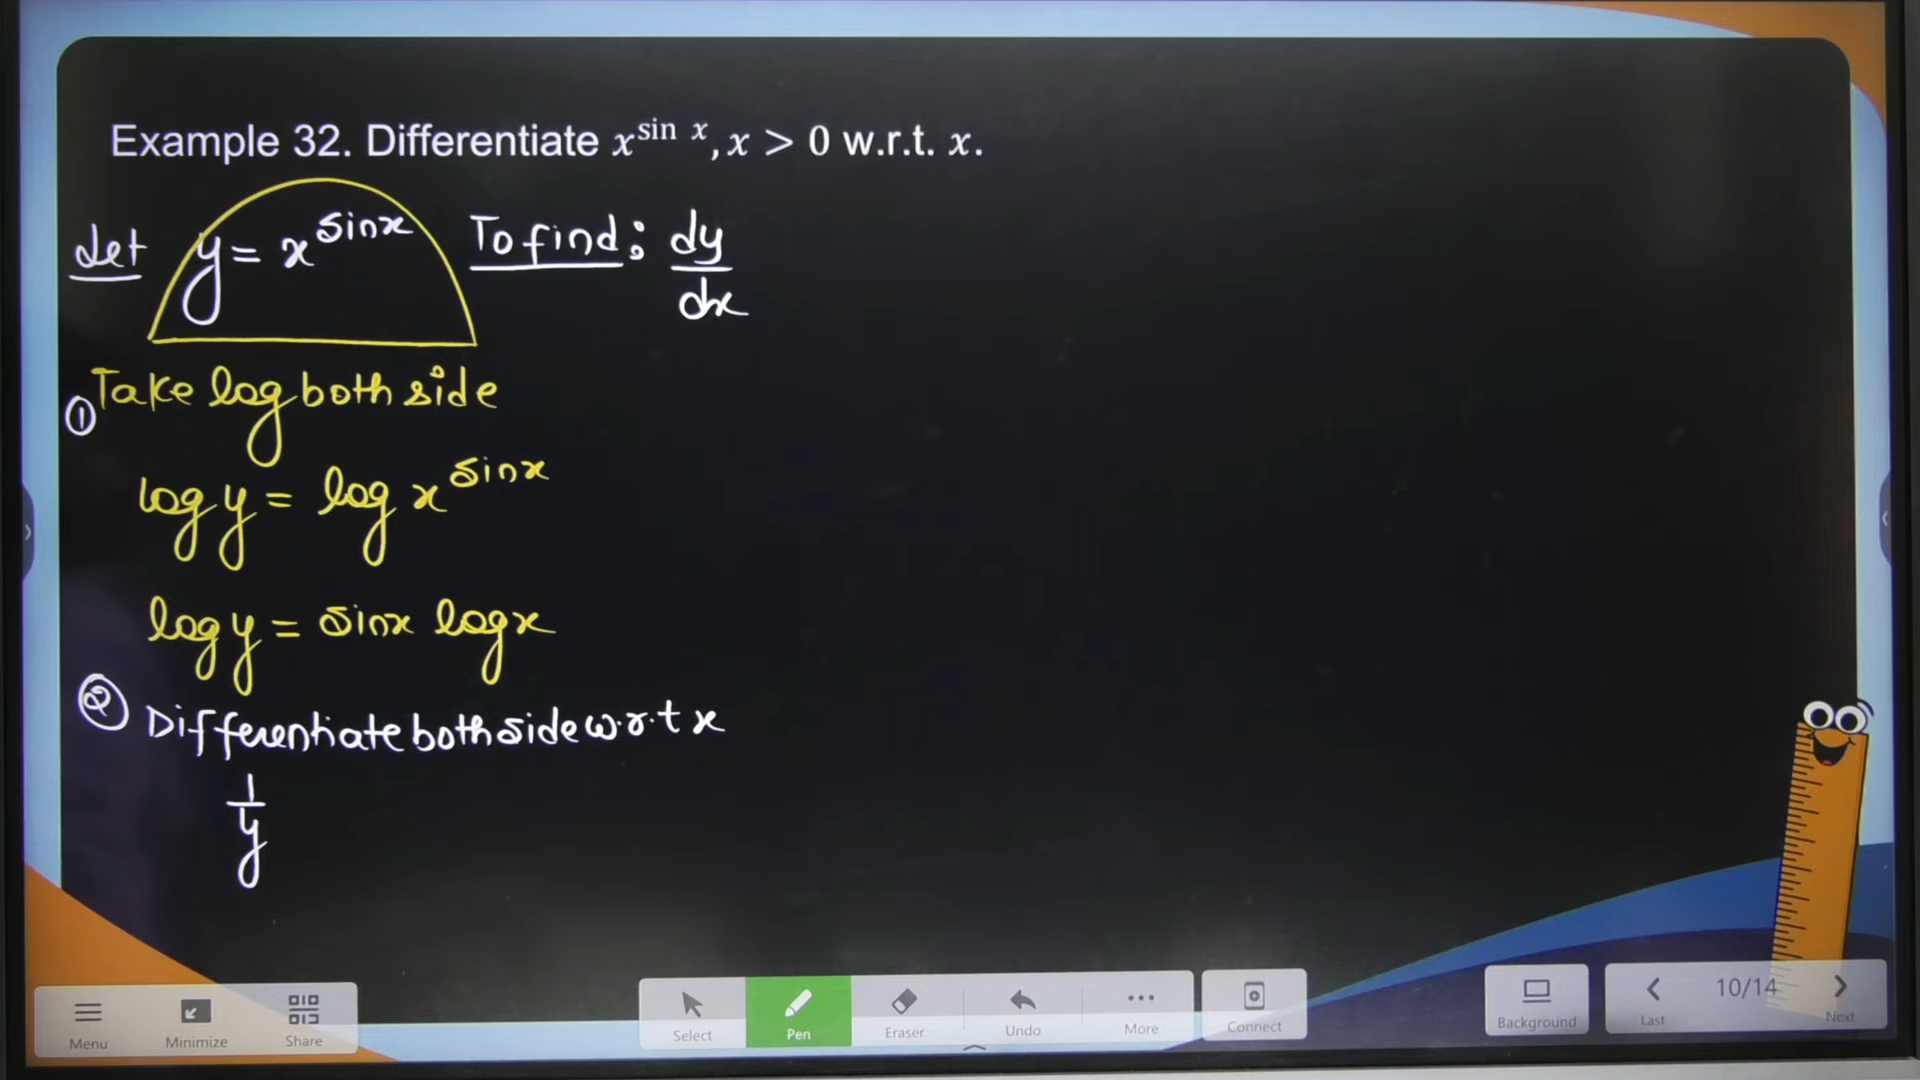 Example 32. Differentiate x^sin x, x > 0 w.r.t. x.
Let y = x^sinx To find: dy/dx
① Take log both side
log y = log x^sinx
log y = sinx logx
② Differentiate both side w.r.t x
1/y
Menu Minimize Share Select Pen Eraser Undo More Connect Background Last 10/14 Next